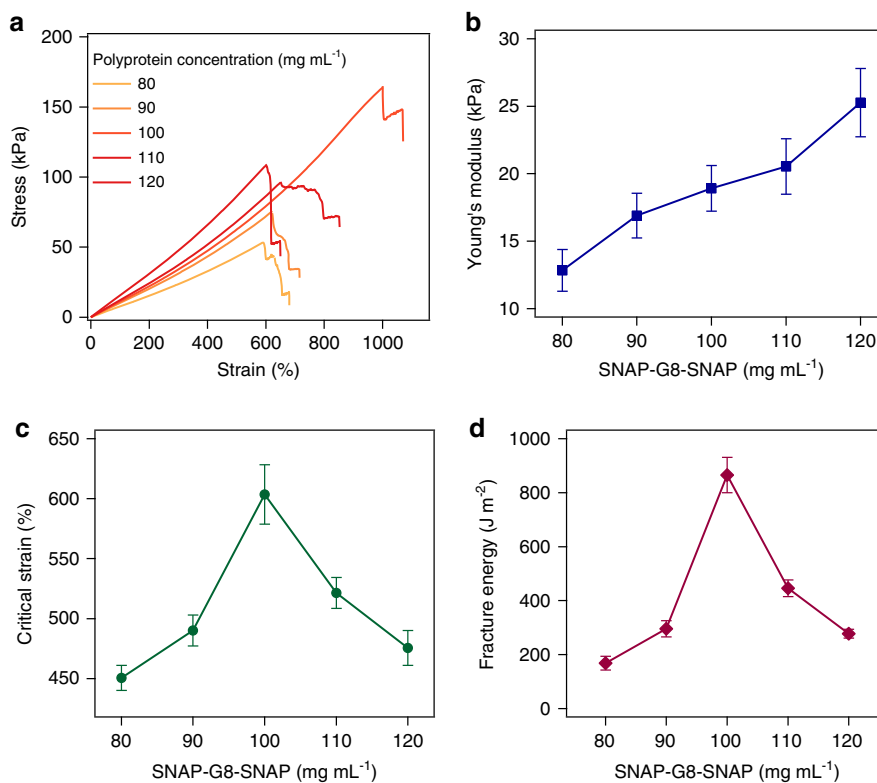 a
200
150
100
50
0
Stress (kPa)
Polyprotein concentration (mg mL⁻¹)
80
90
100
110
120
0 200 400 600 800 1000
Strain (%)
b
30
25
20
15
10
Young's modulus (kPa)
80 90 100 110 120
SNAP-G8-SNAP (mg mL⁻¹)
c
650
600
550
500
450
Critical strain (%)
80 90 100 110 120
SNAP-G8-SNAP (mg mL⁻¹)
d
1000
800
600
400
200
0
Fracture energy (J m⁻²)
80 90 100 110 120
SNAP-G8-SNAP (mg mL⁻¹)